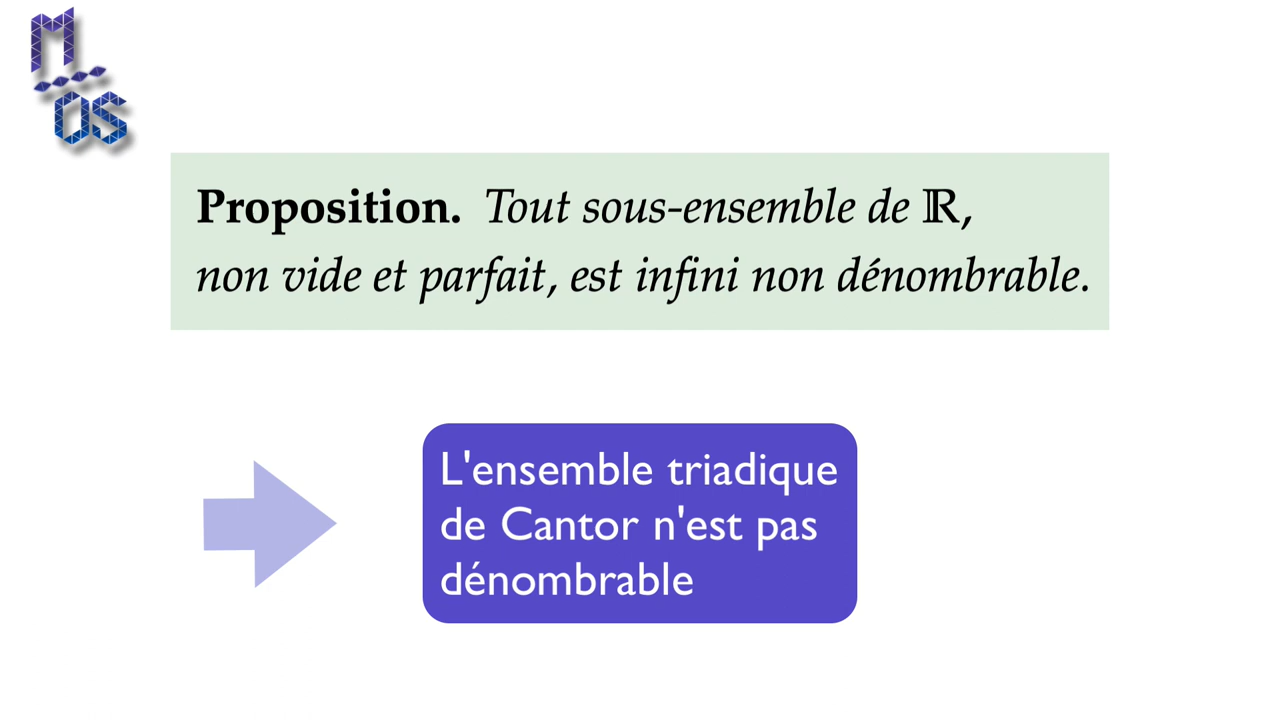 M
OS
Proposition. Tout sous-ensemble de ℝ,
non vide et parfait, est infini non dénombrable.
L'ensemble triadique
de Cantor n'est pas
dénombrable